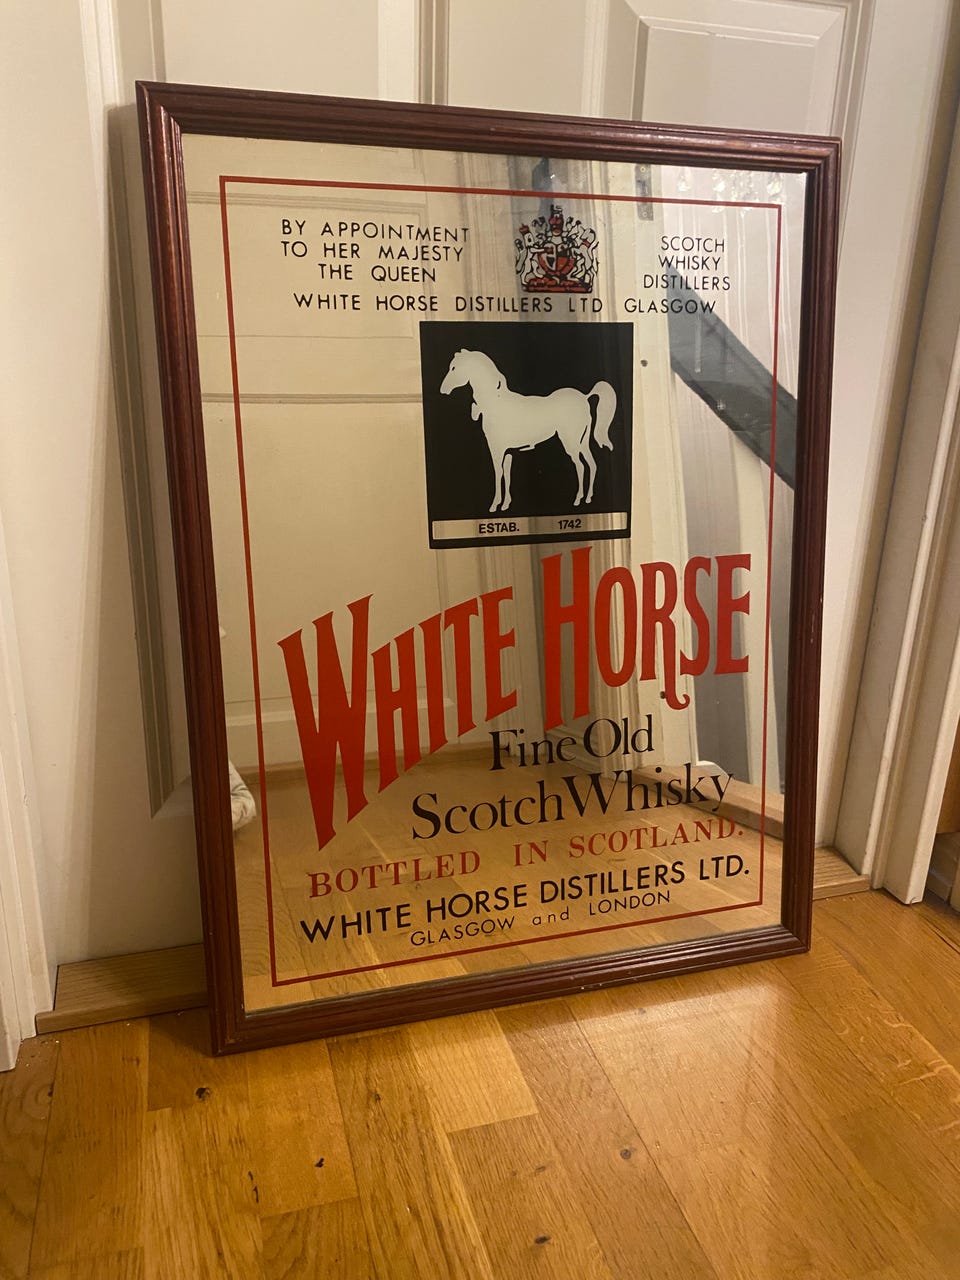 BY APPOINTMENT
TO HER MAJESTY
THE QUEEN
SCOTCH
WHISKY
DISTILLERS
WHITE HORSE DISTILLERS LTD GLASGOW
ESTAB. 1742
WHITE HORSE
Fine Old
Scotch Whisky
BOTTLED IN SCOTLAND.
WHITE HORSE DISTILLERS LTD.
GLASGOW and LONDON